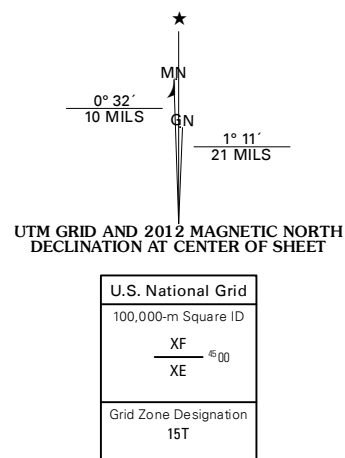 MN
0° 32´
10 MILS
GN
1° 11´
21 MILS
UTM GRID AND 2012 MAGNETIC NORTH
DECLINATION AT CENTER OF SHEET
U.S. National Grid
100,000-m Square ID
XF
4500
XE
Grid Zone Designation
15T